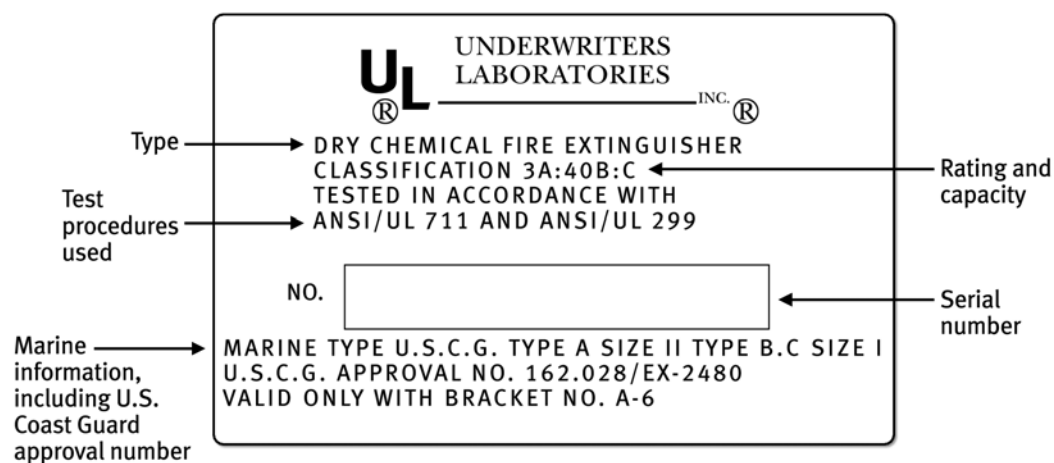 UL
UNDERWRITERS
LABORATORIES
INC. ®
®
Type
DRY CHEMICAL FIRE EXTINGUISHER
CLASSIFICATION 3A:40B:C
Rating and
capacity
TESTED IN ACCORDANCE WITH
ANSI/UL 711 AND ANSI/UL 299
Test
procedures
used
NO.
Serial
number
Marine
information,
including U.S.
Coast Guard
approval number
MARINE TYPE U.S.C.G. TYPE A SIZE II TYPE B.C SIZE I
U.S.C.G. APPROVAL NO. 162.028/EX-2480
VALID ONLY WITH BRACKET NO. A-6